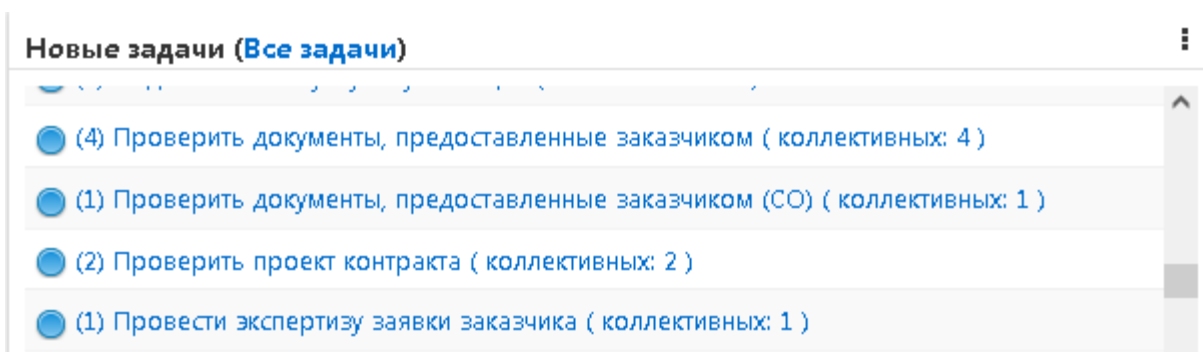 Новые задачи (Все задачи)
(4) Проверить документы, предоставленные заказчиком ( коллективных: 4 )
(1) Проверить документы, предоставленные заказчиком (СО) ( коллективных: 1 )
(2) Проверить проект контракта ( коллективных: 2 )
(1) Провести экспертизу заявки заказчика ( коллективных: 1 )